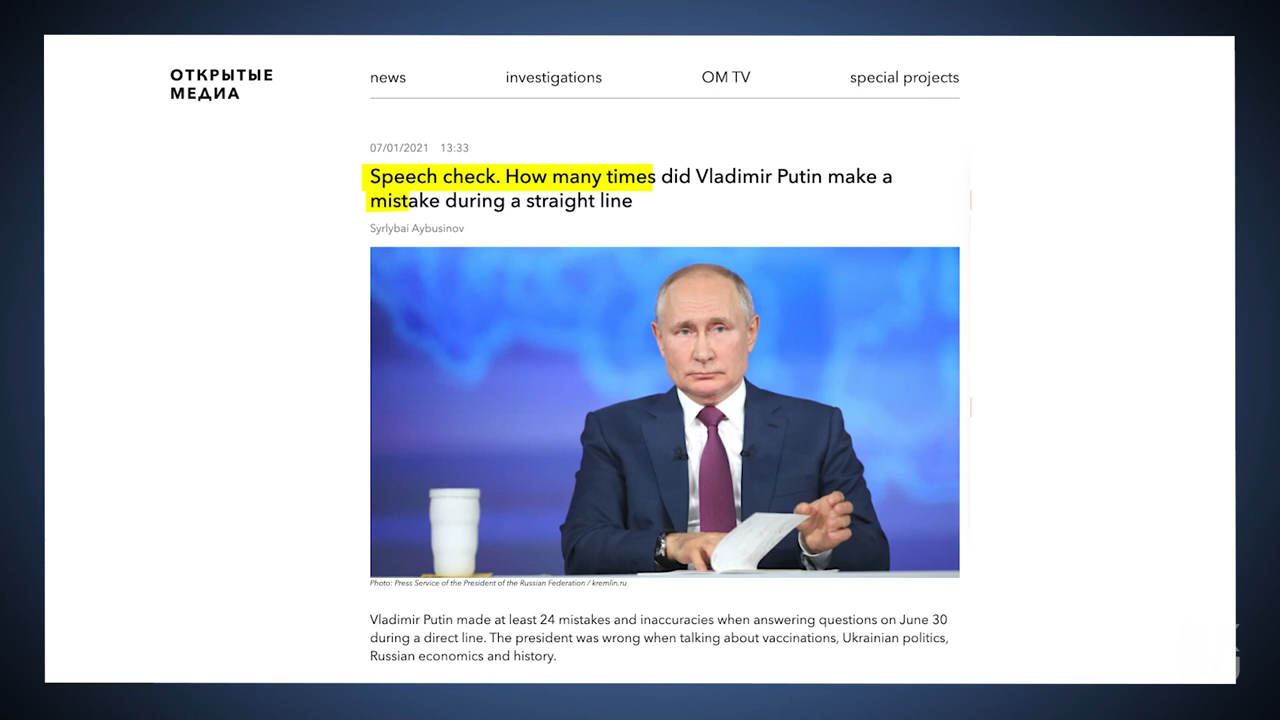 ОТКРЫТЫЕ
МЕДИА
news investigations OM TV special projects
07/01/2021 13:33
Speech check. How many times did Vladimir Putin make a
mistake during a straight line
Syrlybai Aybusinov
Photo: Press Service of the President of the Russian Federation / kremlin.ru
Vladimir Putin made at least 24 mistakes and inaccuracies when answering questions on June 30
during a direct line. The president was wrong when talking about vaccinations, Ukrainian politics,
Russian economics and history.